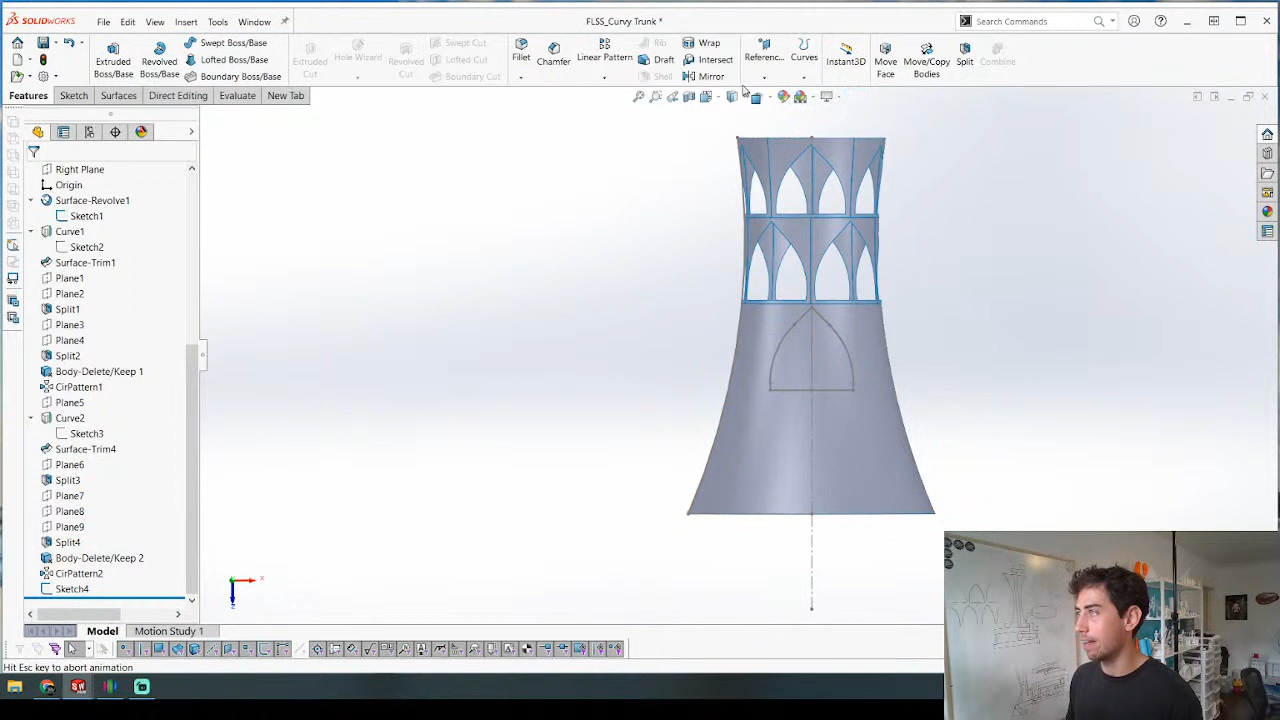 SOLIDWORKS File Edit View Insert Tools Window FLSS_Curvy Trunk * Search Commands
Extruded Boss/Base
Revolved Boss/Base
Swept Boss/Base
Lofted Boss/Base
Boundary Boss/Base
Extruded Cut
Hole Wizard
Revolved Cut
Swept Cut
Lofted Cut
Boundary Cut
Fillet
Chamfer
Linear Pattern
Rib
Draft
Shell
Wrap
Intersect
Mirror
Referenc...
Curves
Instant3D
Move Face
Move/Copy Bodies
Split
Combine
Features Sketch Surfaces Direct Editing Evaluate New Tab
Right Plane
Origin
Surface-Revolve1
Sketch1
Curve1
Sketch2
Surface-Trim1
Plane1
Plane2
Split1
Plane3
Plane4
Split2
Body-Delete/Keep 1
CirPattern1
Plane5
Curve2
Sketch3
Surface-Trim4
Plane6
Split3
Plane7
Plane8
Plane9
Split4
Body-Delete/Keep 2
CirPattern2
Sketch4
Model Motion Study 1
Hit Esc key to abort animation